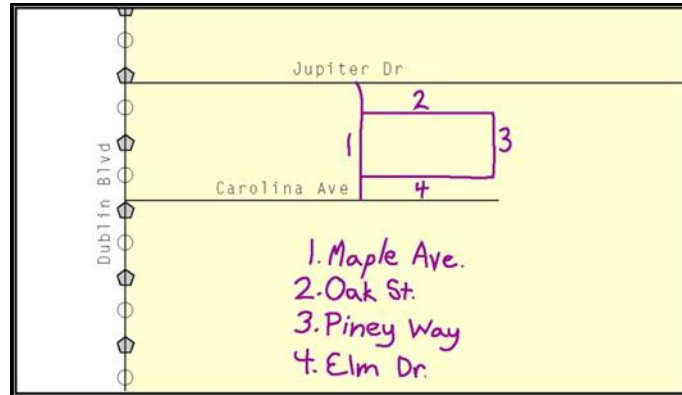 Jupiter Dr
2
1
3
Dublin Blvd
Carolina Ave
4
1. Maple Ave.
2. Oak St.
3. Piney Way
4. Elm Dr.